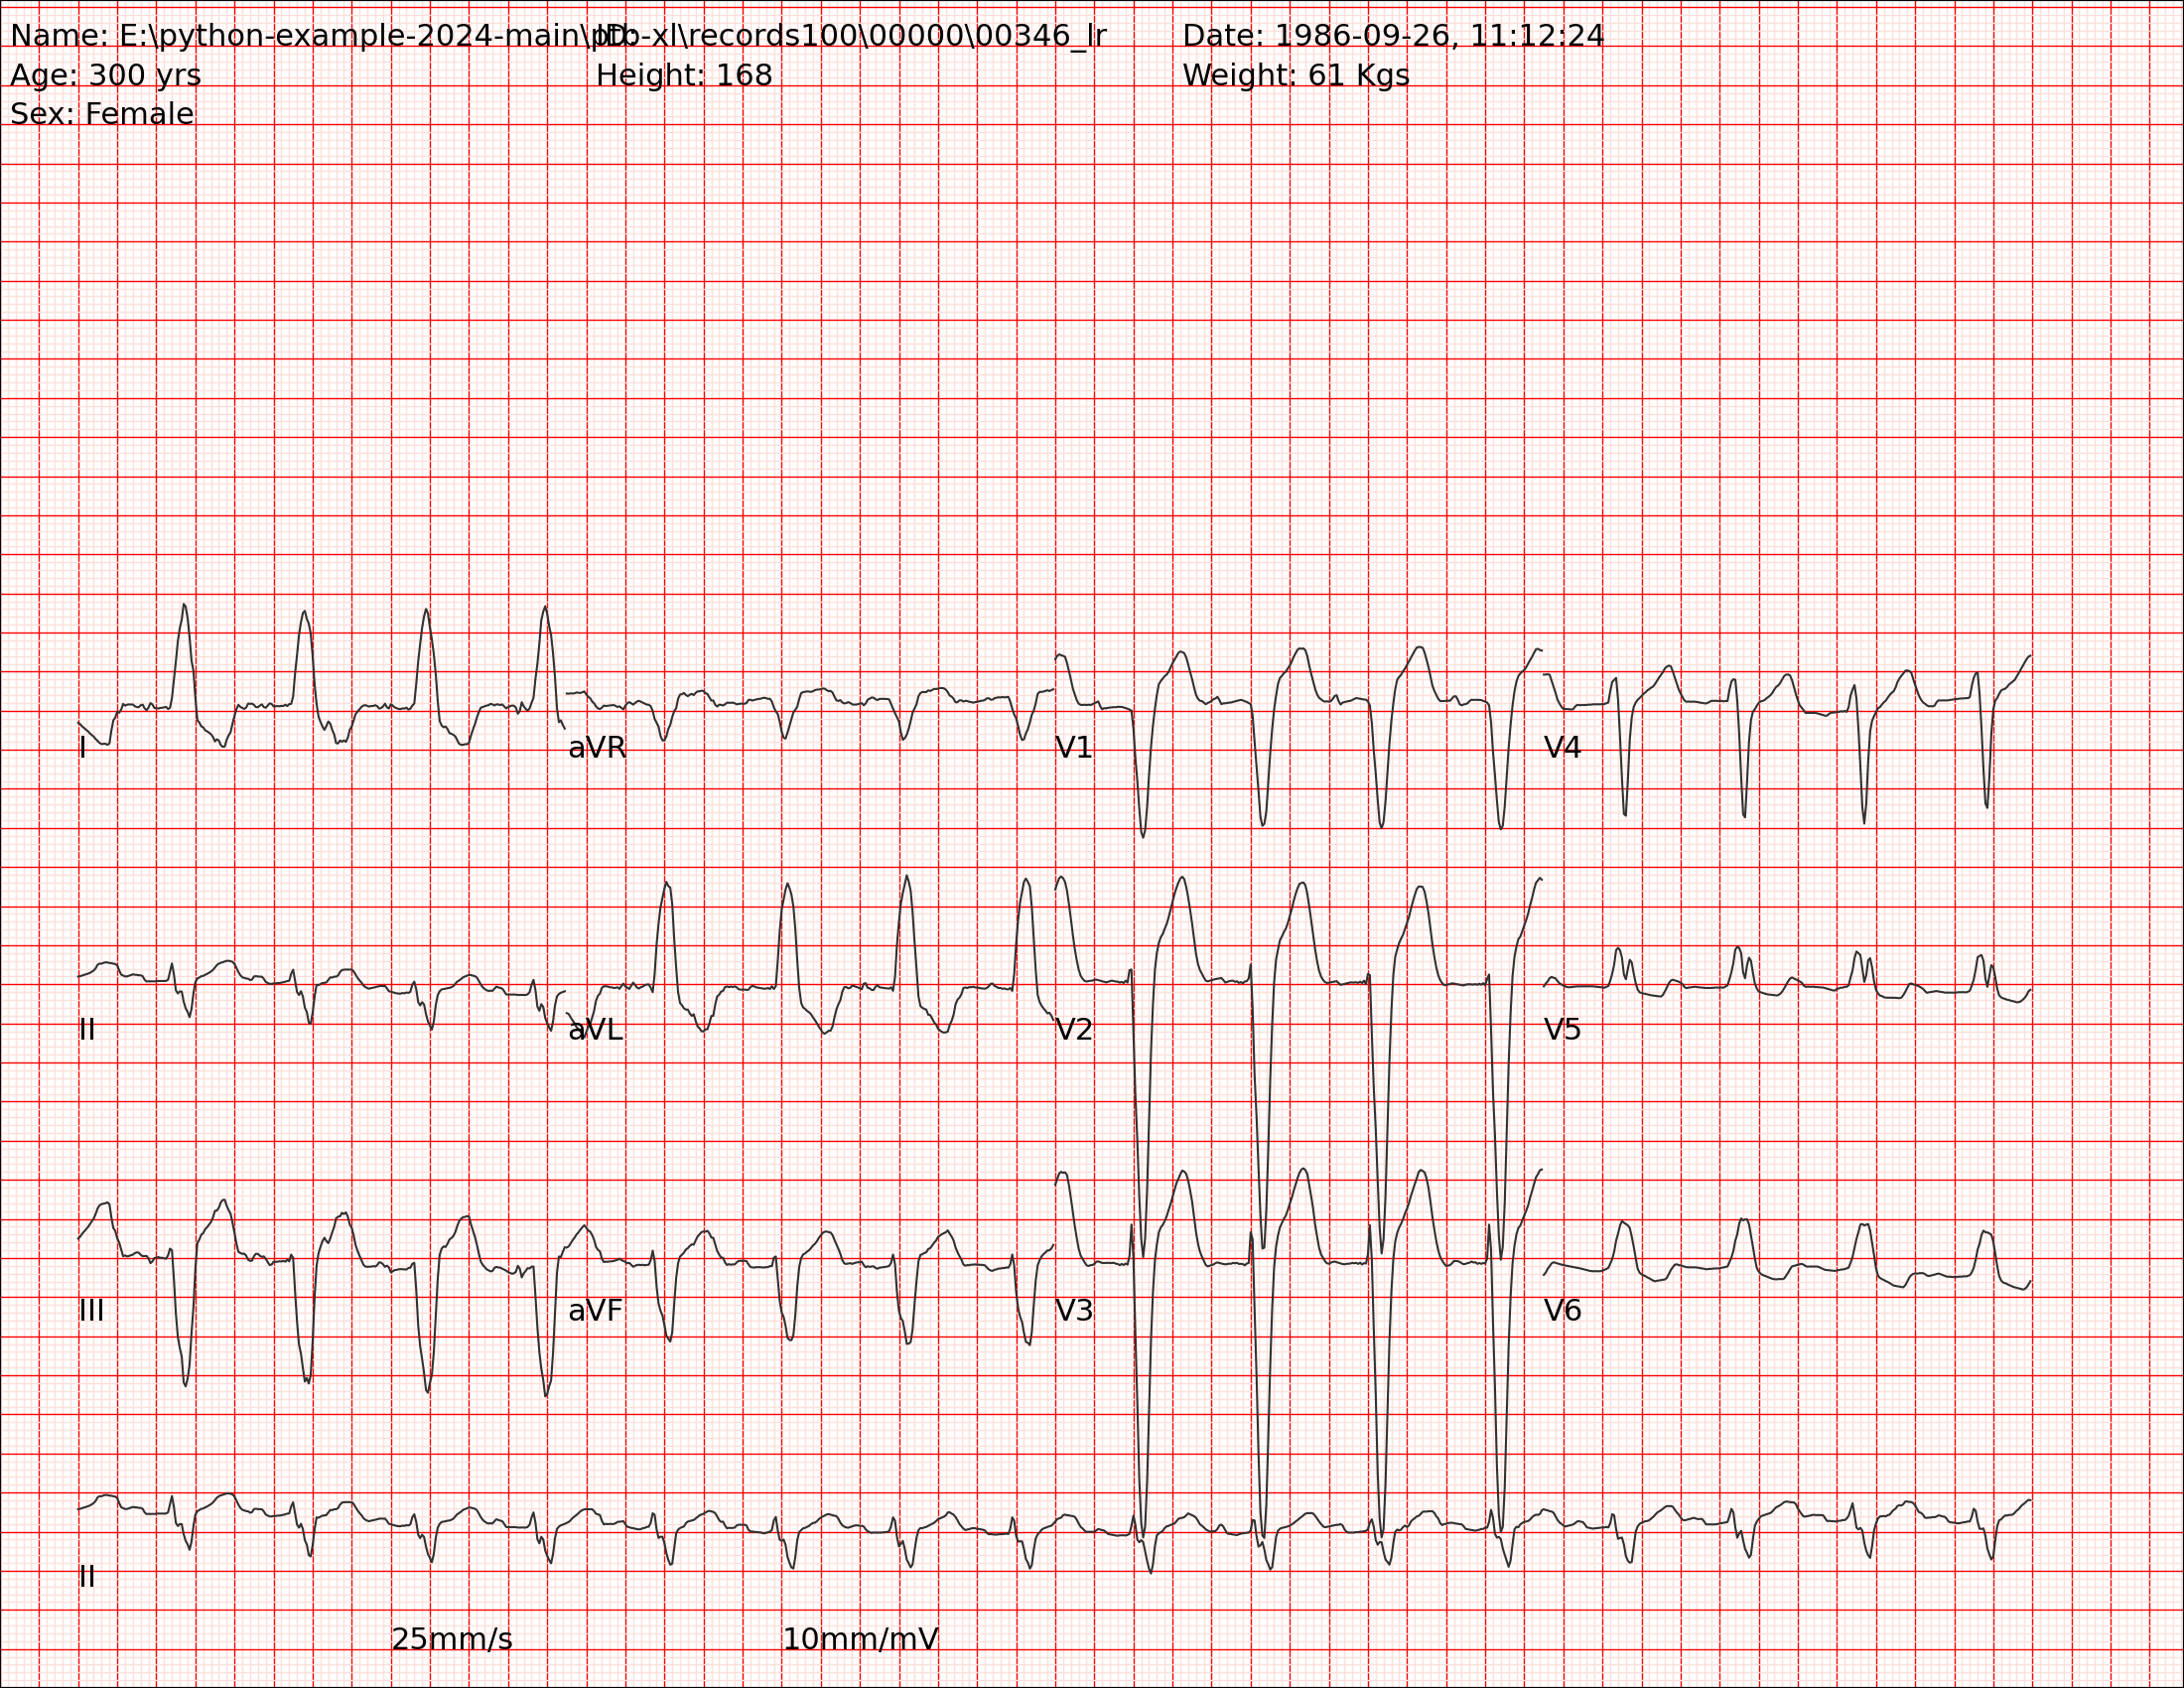 Name: E:\python-example-2024-main\ptb-xl\records100\00000\00346_lr ID: Date: 1986-09-26, 11:12:24
Age: 300 yrs Height: 168 Weight: 61 Kgs
Sex: Female
I aVR V1 V4
II aVL V2 V5
III aVF V3 V6
II
25mm/s 10mm/mV